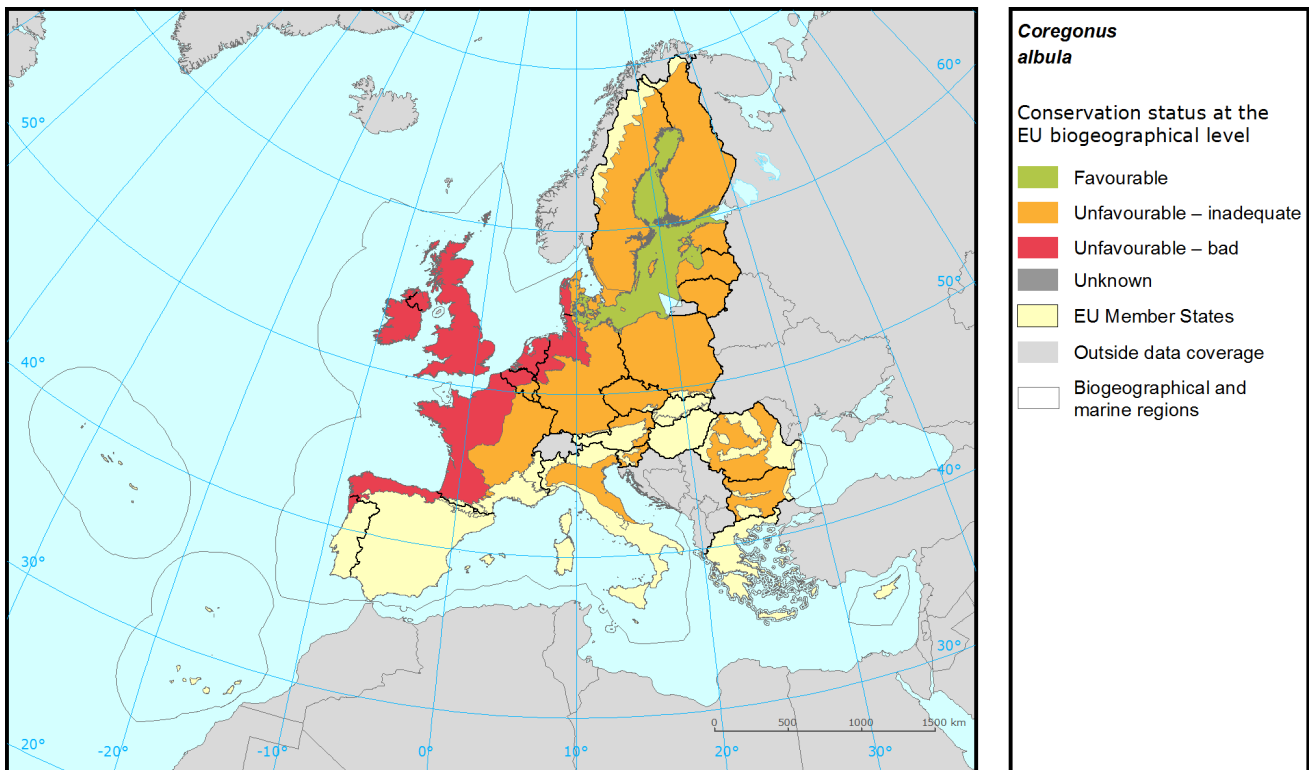 60°
50°
50°
40°
40°
30°
30°
20°
-20°
-10°
0°
10°
20°
30°
0 500 1000 1500 km
Coregonus
albula
Conservation status at the
EU biogeographical level
Favourable
Unfavourable – inadequate
Unfavourable – bad
Unknown
EU Member States
Outside data coverage
Biogeographical and
marine regions